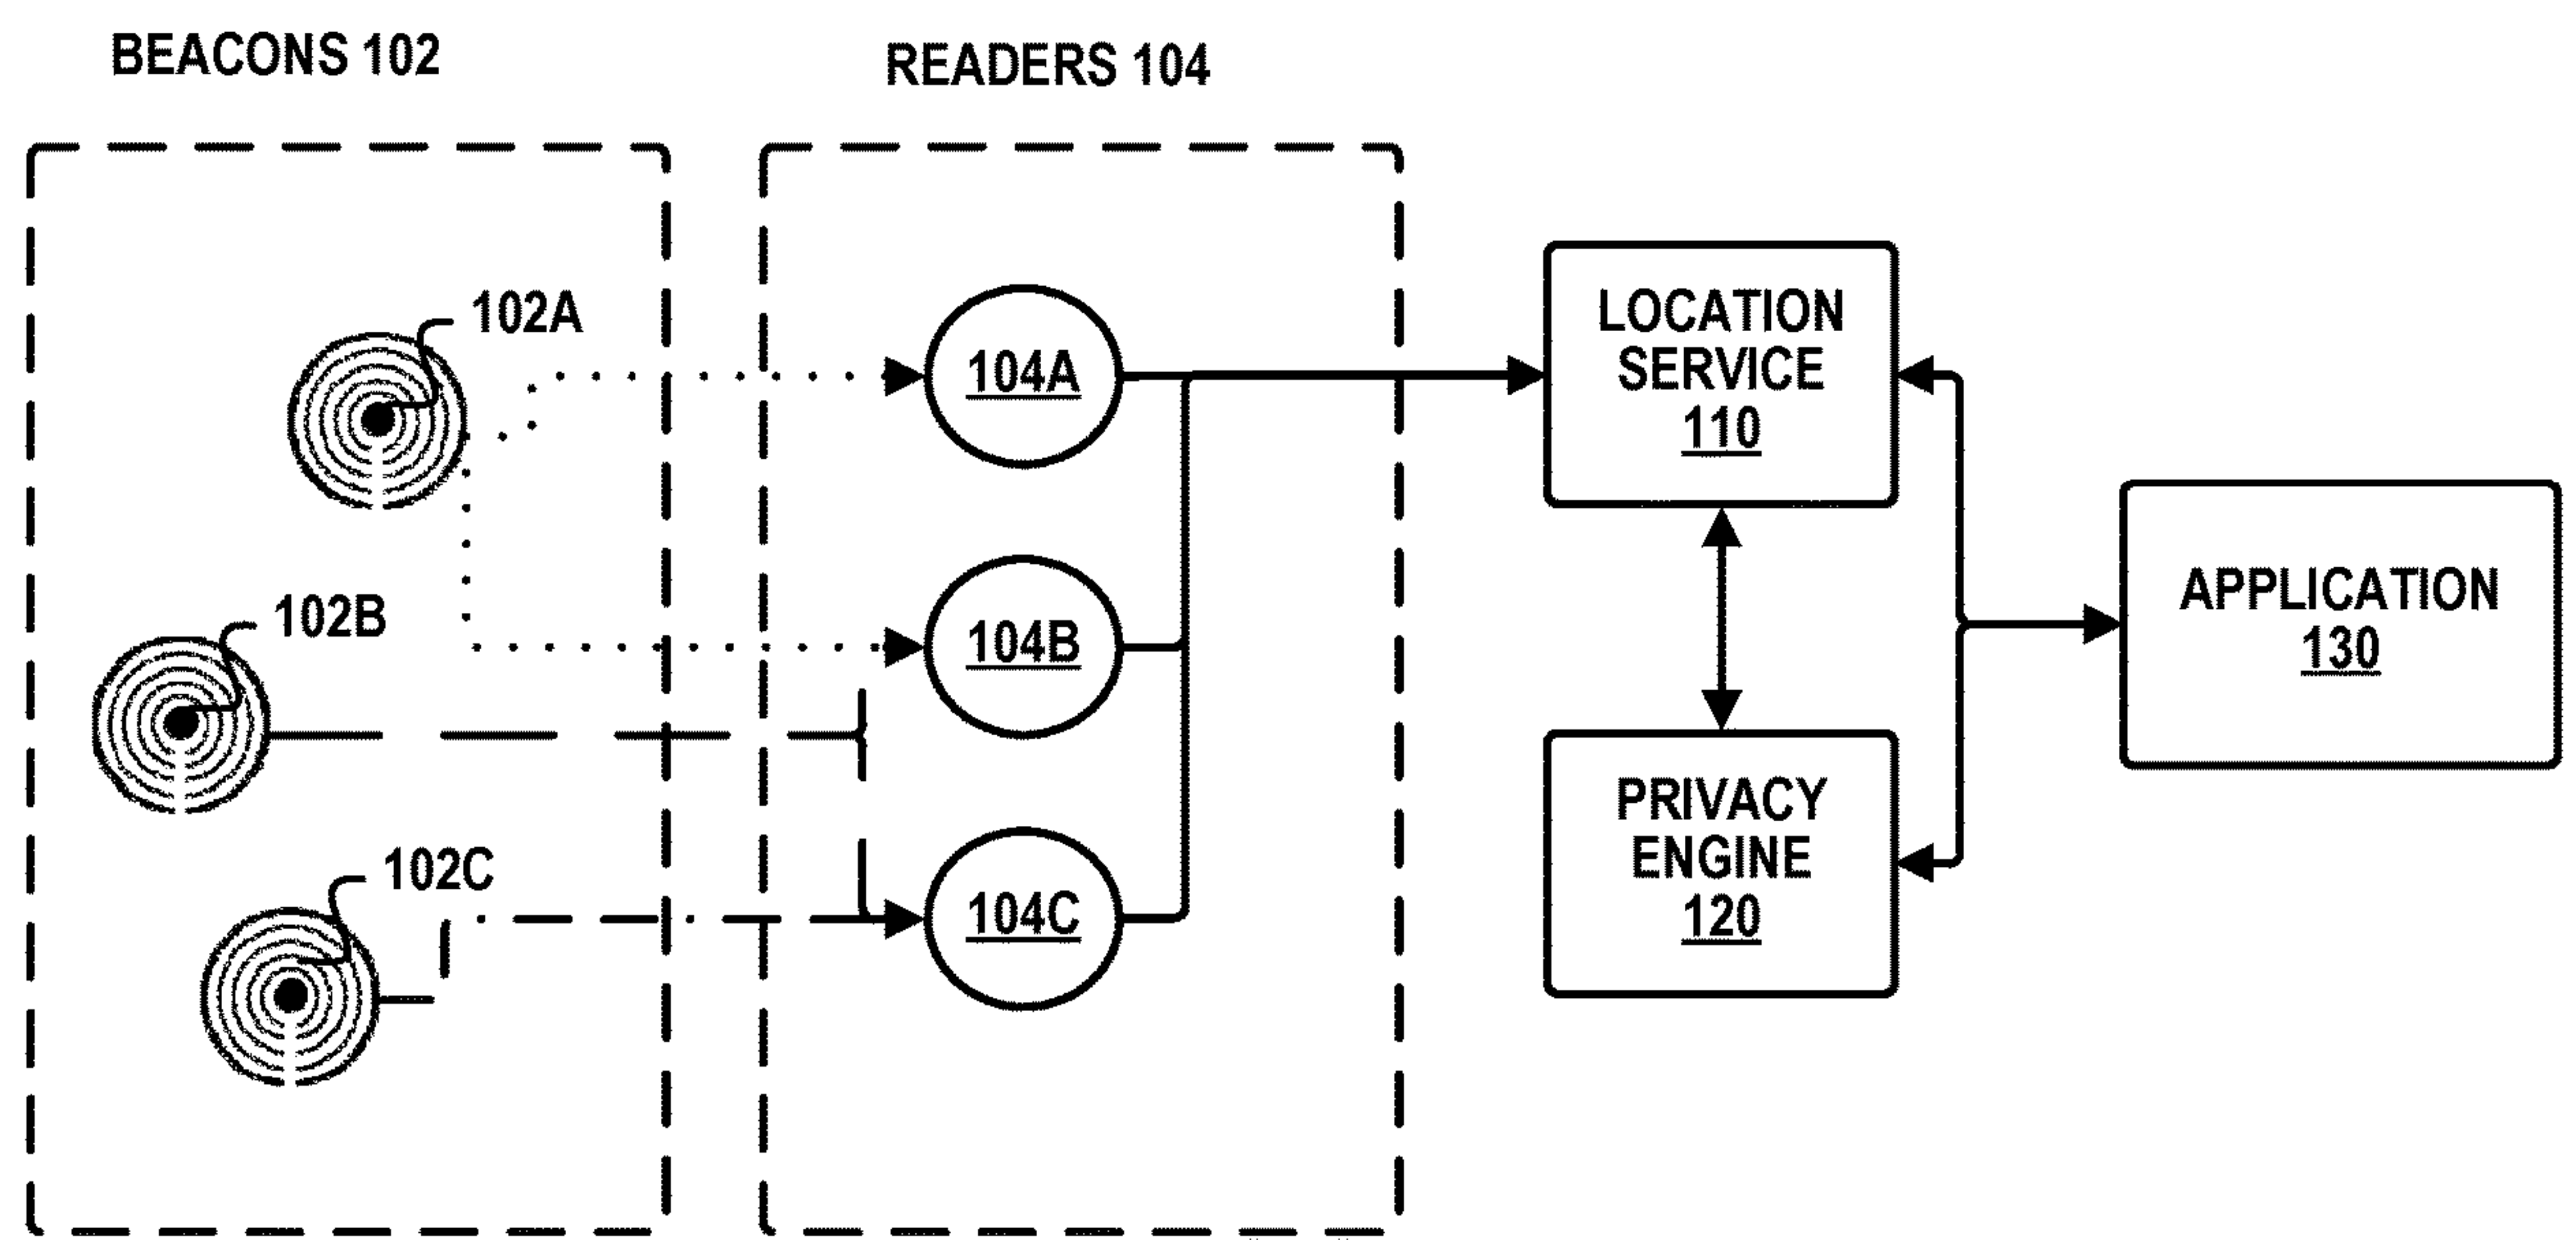 BEACONS 102
READERS 104
102A
102B
102C
104A
104B
104C
LOCATION
SERVICE
110
PRIVACY
ENGINE
120
APPLICATION
130